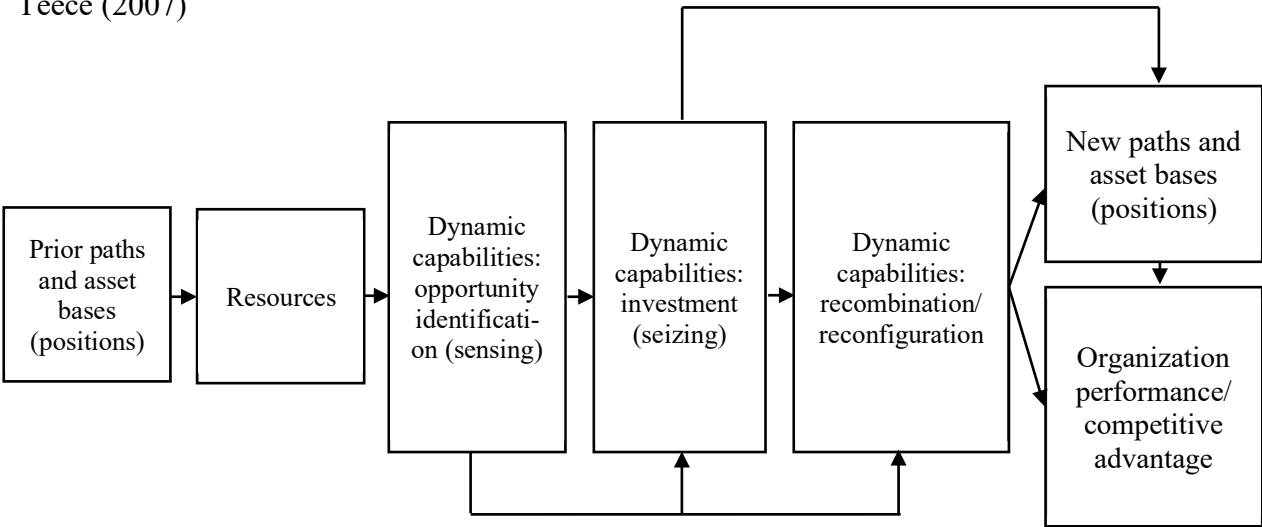 Teece (2007)
Prior paths
and asset
bases
(positions)
Resources
Dynamic
capabilities:
opportunity
identificati-
on (sensing)
Dynamic
capabilities:
investment
(seizing)
Dynamic
capabilities:
recombination/
reconfiguration
New paths and
asset bases
(positions)
Organization
performance/
competitive
advantage